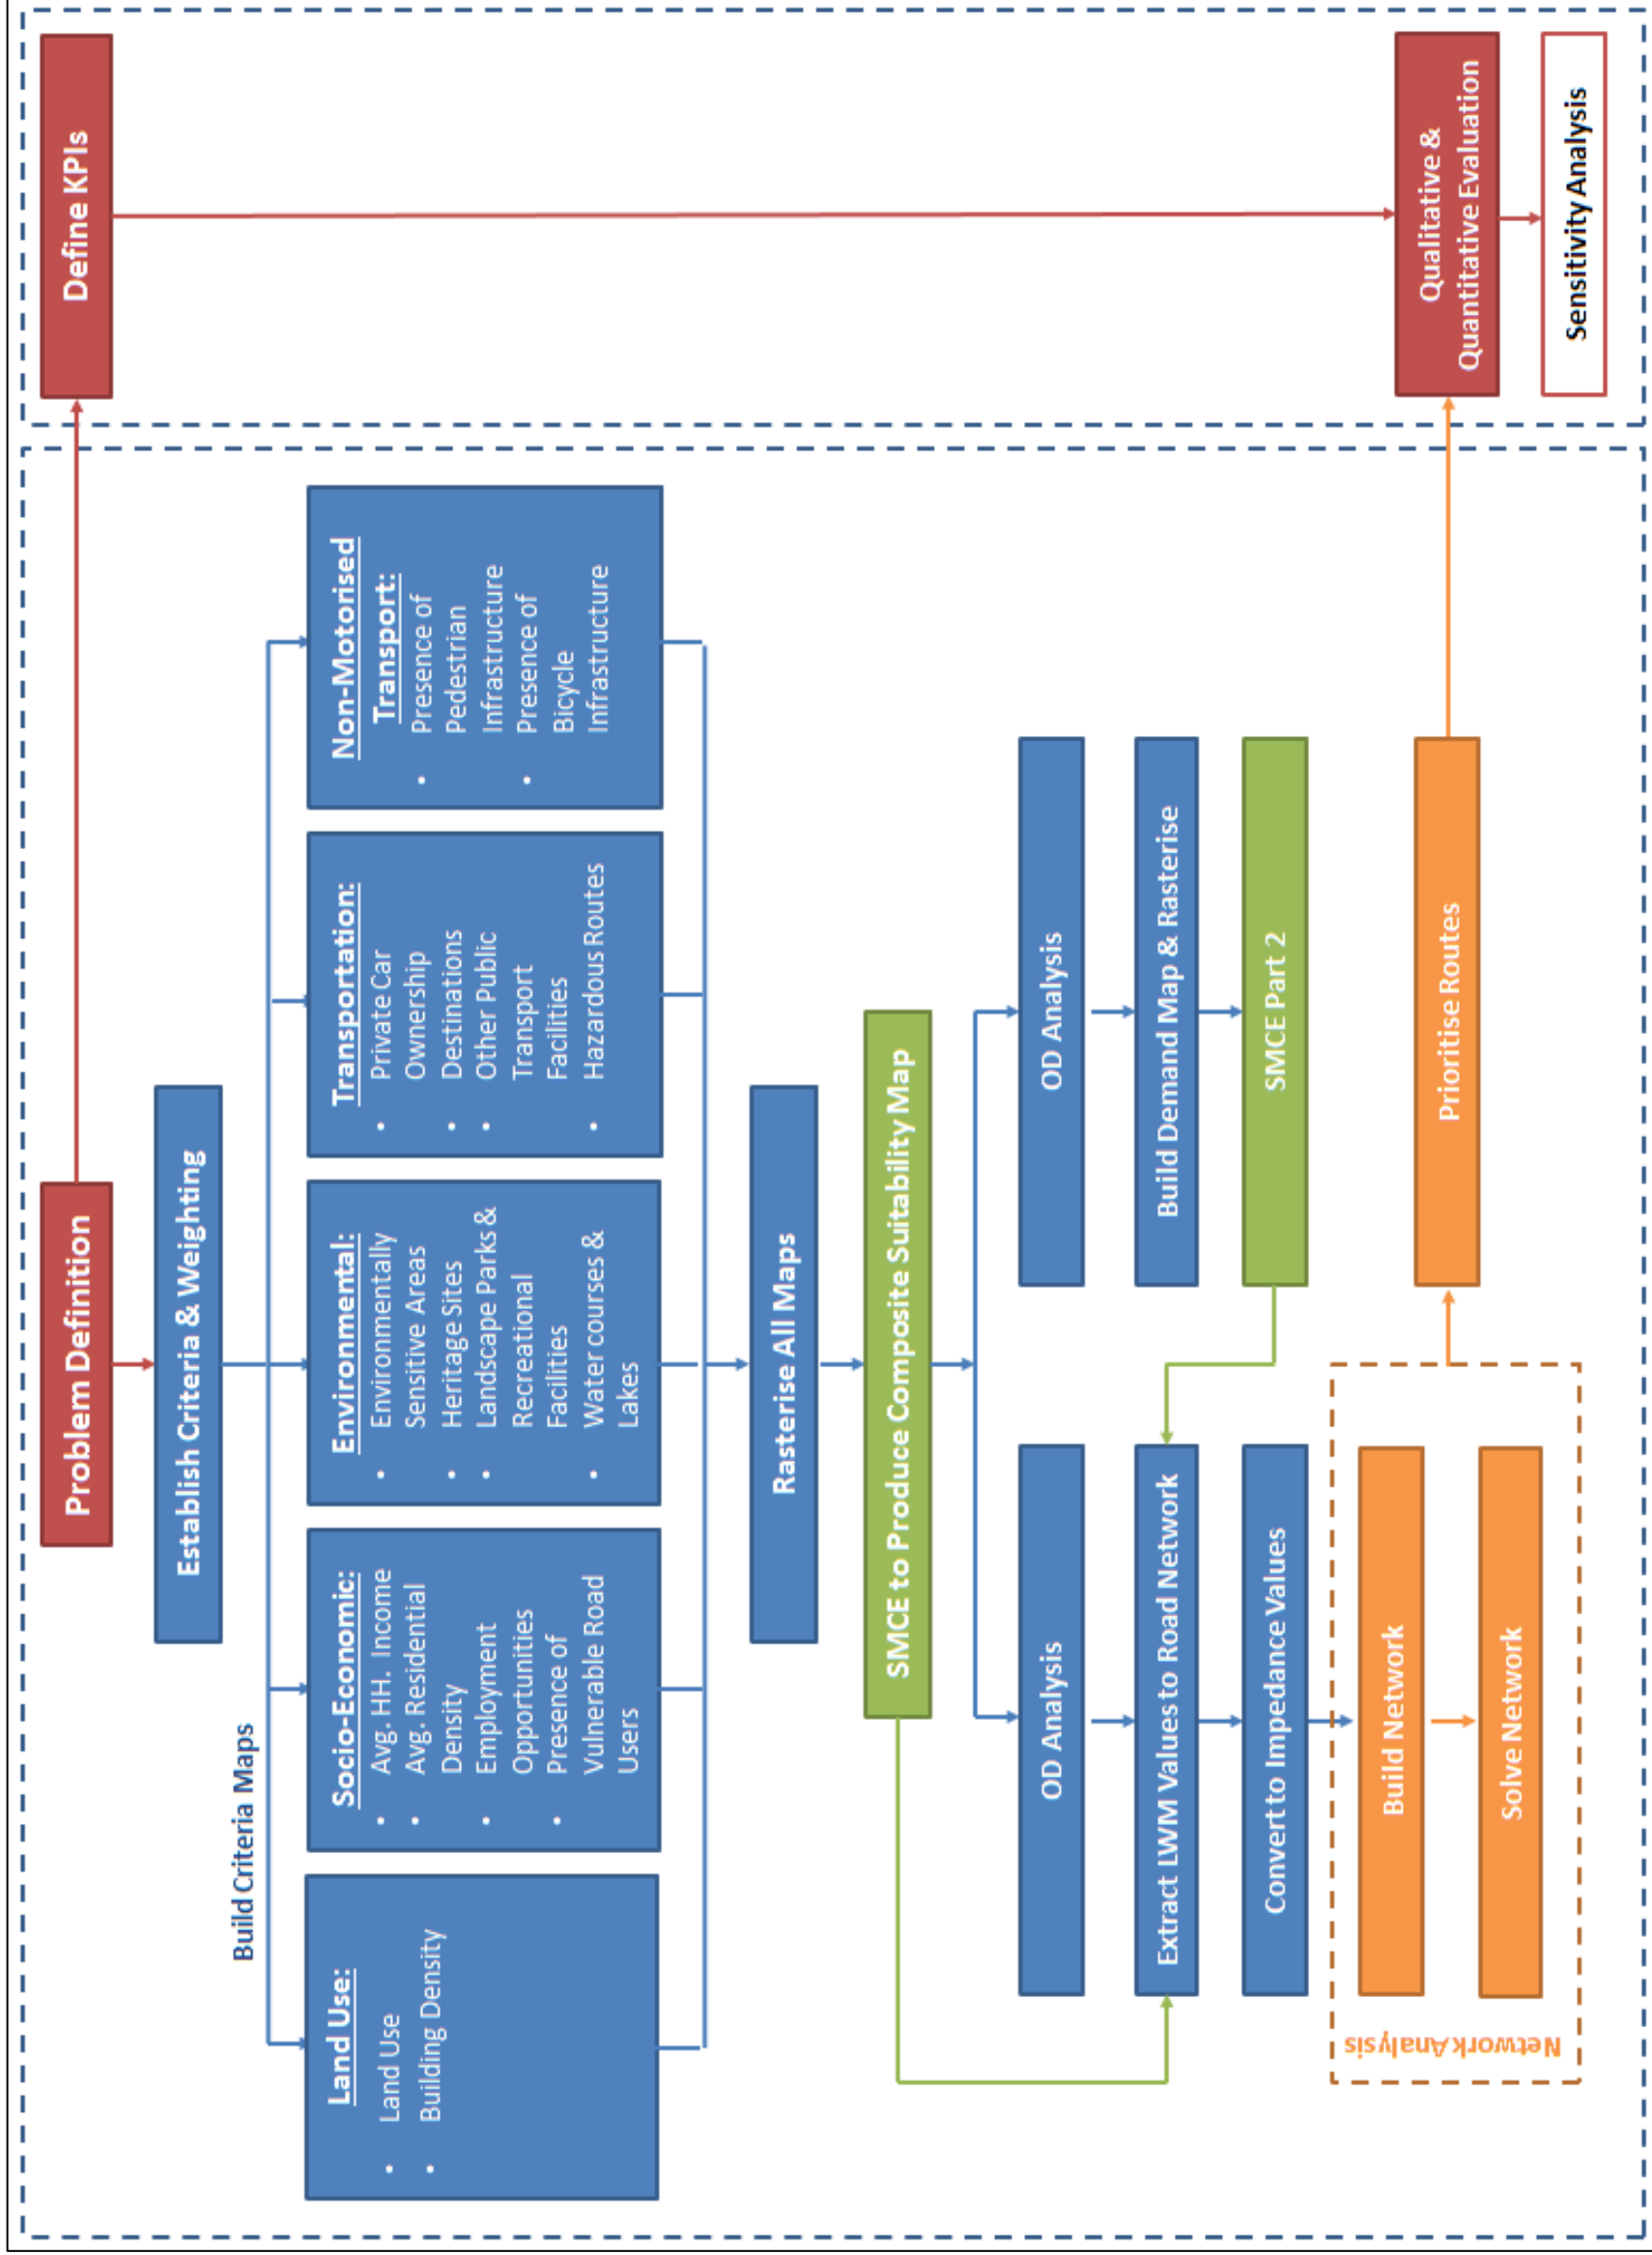 Problem Definition
Define KPIs
Establish Criteria & Weighting
Build Criteria Maps
Land Use:
• Land Use
• Building Density
Socio-Economic:
• Avg. HH. Income
• Avg. Residential
Density
• Employment
Opportunities
• Presence of
Vulnerable Road
Users
Environmental:
• Environmentally
Sensitive Areas
• Heritage Sites
• Landscape Parks &
Recreational
Facilities
• Water courses &
Lakes
Transportation:
• Private Car
Ownership
• Destinations
• Other Public
Transport
Facilities
• Hazardous Routes
Non-Motorised
Transport:
• Presence of
Pedestrian
Infrastructure
• Presence of
Bicycle
Infrastructure
Rasterise All Maps
SMCE to Produce Composite Suitability Map
OD Analysis
OD Analysis
Extract LWM Values to Road Network
Build Demand Map & Rasterise
Convert to Impedance Values
SMCE Part 2
Network Analysis
Build Network
Solve Network
Prioritise Routes
Qualitative &
Quantitative Evaluation
Sensitivity Analysis